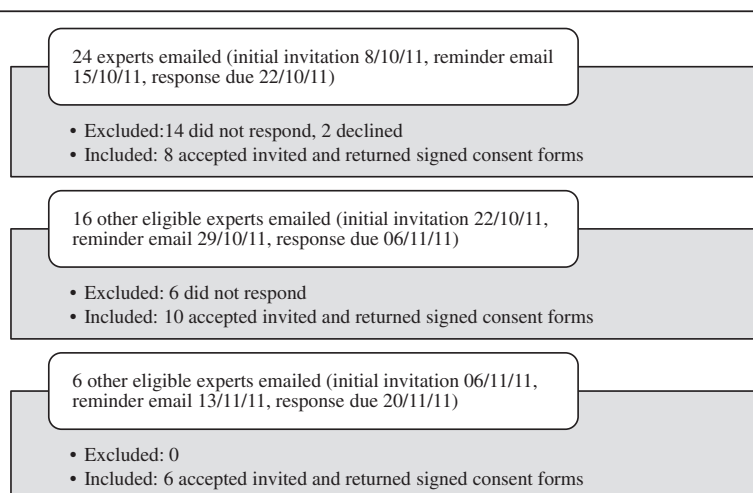 24 experts emailed (initial invitation 8/10/11, reminder email
15/10/11, response due 22/10/11)
• Excluded:14 did not respond, 2 declined
• Included: 8 accepted invited and returned signed consent forms
16 other eligible experts emailed (initial invitation 22/10/11,
reminder email 29/10/11, response due 06/11/11)
• Excluded: 6 did not respond
• Included: 10 accepted invited and returned signed consent forms
6 other eligible experts emailed (initial invitation 06/11/11,
reminder email 13/11/11, response due 20/11/11)
• Excluded: 0
• Included: 6 accepted invited and returned signed consent forms